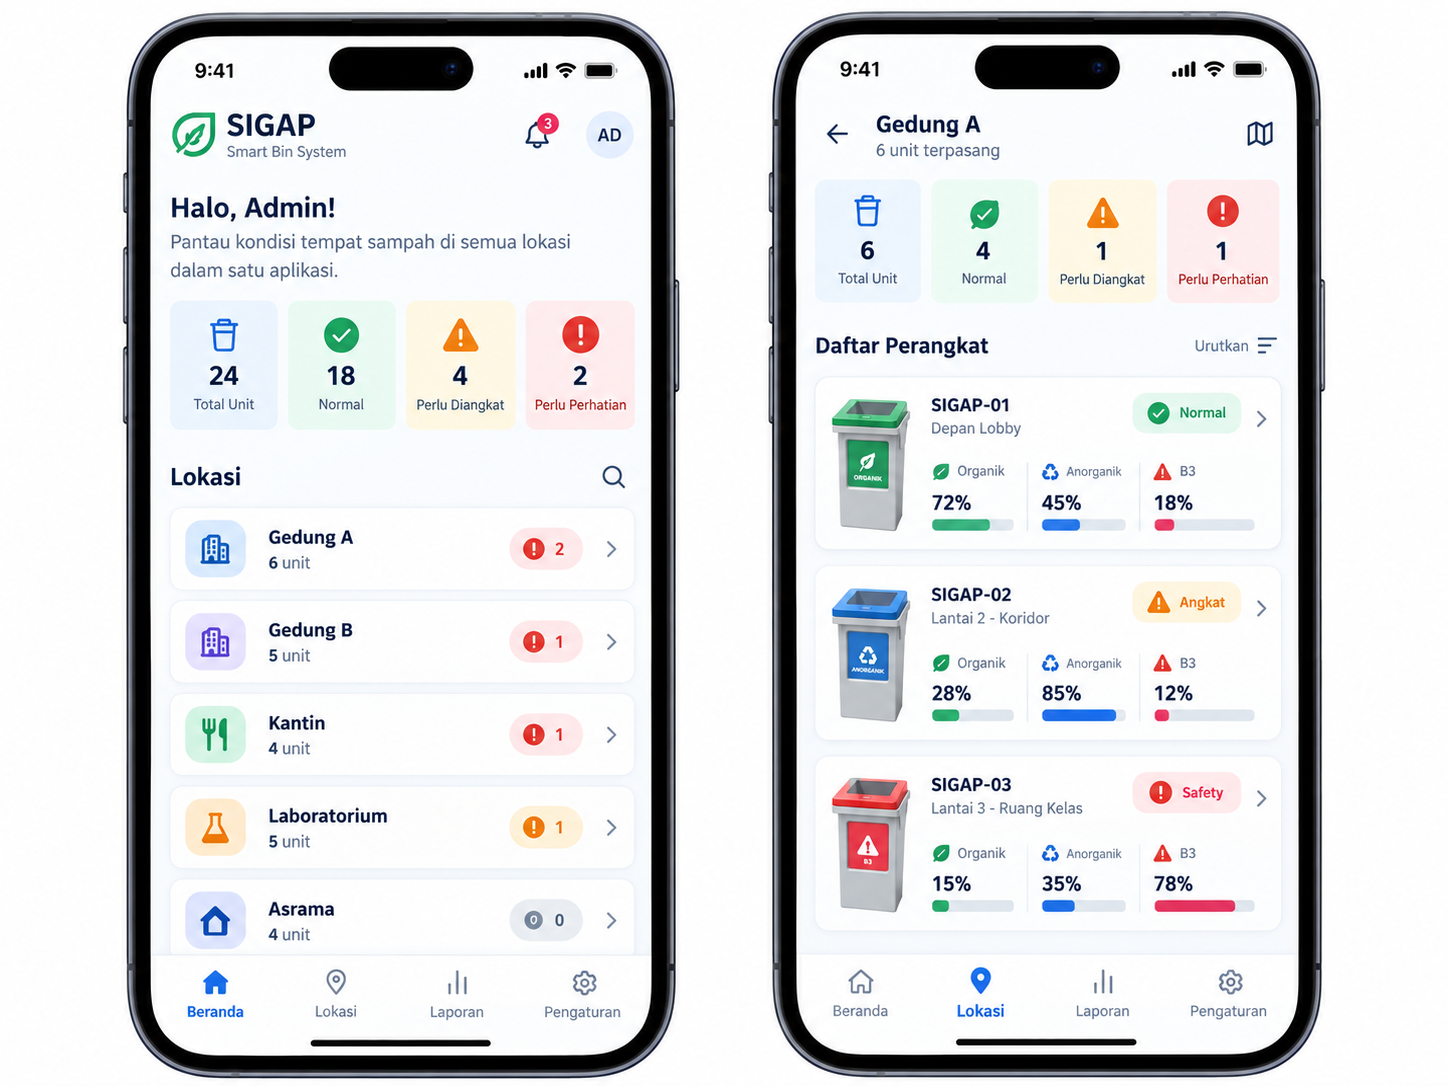 9:41
SIGAP
Smart Bin System
3
AD
Halo, Admin!
Pantau kondisi tempat sampah di semua lokasi
dalam satu aplikasi.
24
Total Unit
18
Normal
4
Perlu Diangkat
2
Perlu Perhatian
Lokasi
Gedung A
6 unit
2
Gedung B
5 unit
1
Kantin
4 unit
1
Laboratorium
5 unit
1
Asrama
4 unit
0 0
Beranda
Lokasi
Laporan
Pengaturan
9:41
Gedung A
6 unit terpasang
6
Total Unit
4
Normal
1
Perlu Diangkat
1
Perlu Perhatian
Daftar Perangkat
Urutkan
SIGAP-01
Depan Lobby
Normal
ORGANIK
Organik
72%
Anorganik
45%
B3
18%
SIGAP-02
Lantai 2 - Koridor
Angkat
ANORGANIK
Organik
28%
Anorganik
85%
B3
12%
SIGAP-03
Lantai 3 - Ruang Kelas
Safety
B3
Organik
15%
Anorganik
35%
B3
78%
Beranda
Lokasi
Laporan
Pengaturan